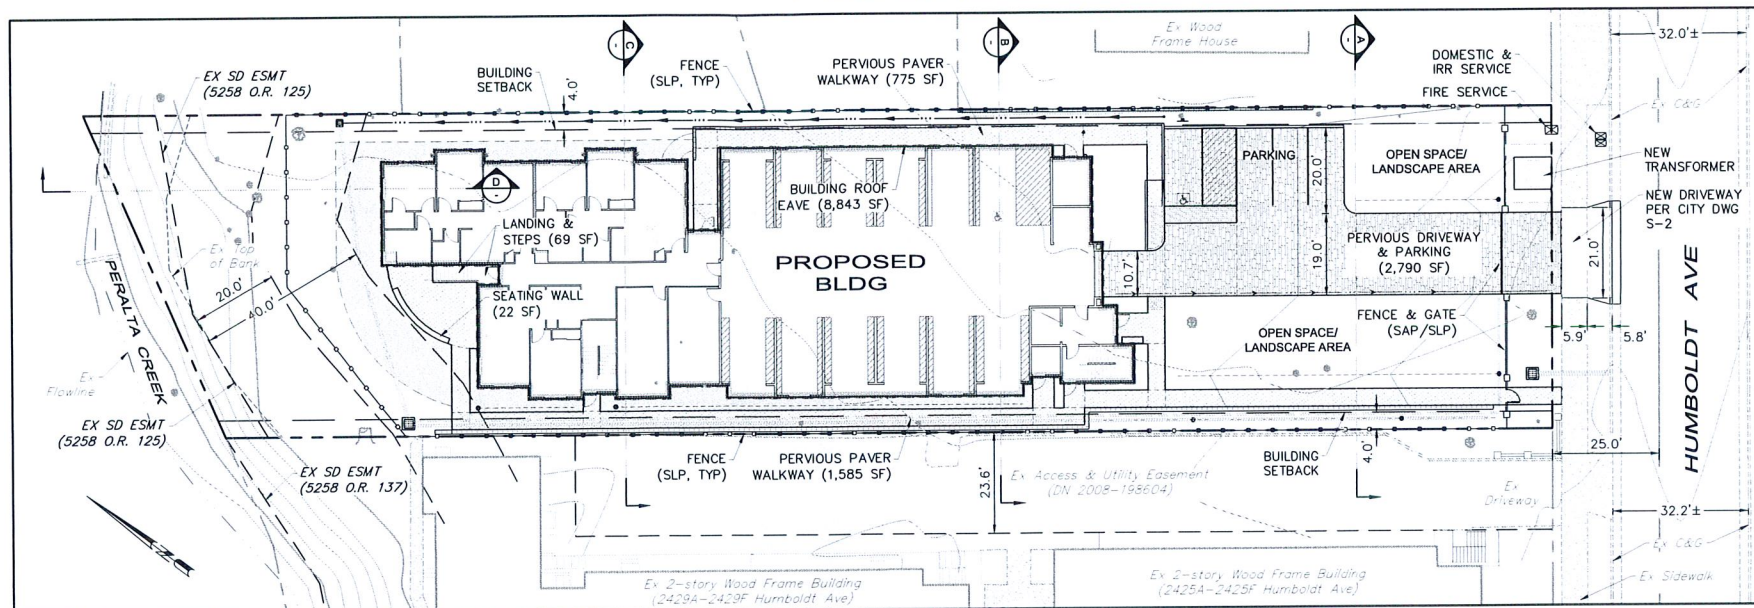 Ex Wood
Frame House
32.0'±
C
-
B
-
A
-
EX SD ESMT
(5258 O.R. 125)
BUILDING
SETBACK
4.0'
FENCE
(SLP, TYP)
PERVIOUS PAVER
WALKWAY (775 SF)
DOMESTIC &
IRR SERVICE
FIRE SERVICE
Ex C&G
PARKING
20.0'
OPEN SPACE/
LANDSCAPE AREA
NEW
TRANSFORMER
NEW DRIVEWAY
PER CITY DWG
S-2
D
-
BUILDING ROOF
EAVE (8,843 SF)
LANDING &
STEPS (69 SF)
Ex Top
of Bank
20.0'
40.0'
PERALTA CREEK
PROPOSED
BLDG
10.7'
19.0'
PERVIOUS DRIVEWAY
& PARKING
(2,790 SF)
21.0'
HUMBOLDT AVE
SEATING WALL
(22 SF)
FENCE & GATE
(SAP/SLP)
OPEN SPACE/
LANDSCAPE AREA
5.9'
5.8'
Ex
Flowline
EX SD ESMT
(5258 O.R. 125)
EX SD ESMT
(5258 O.R. 137)
FENCE
(SLP, TYP)
PERVIOUS PAVER
WALKWAY (1,585 SF)
23.6'
Ex Access & Utility Easement
(DN 2008-198604)
BUILDING
SETBACK
4.0'
25.0'
Ex
Driveway
32.2'±
Ex C&G
Ex Sidewalk
Ex 2-story Wood Frame Building
(2429A-2429F Humboldt Ave)
Ex 2-story Wood Frame Building
(2425A-2425F Humboldt Ave)